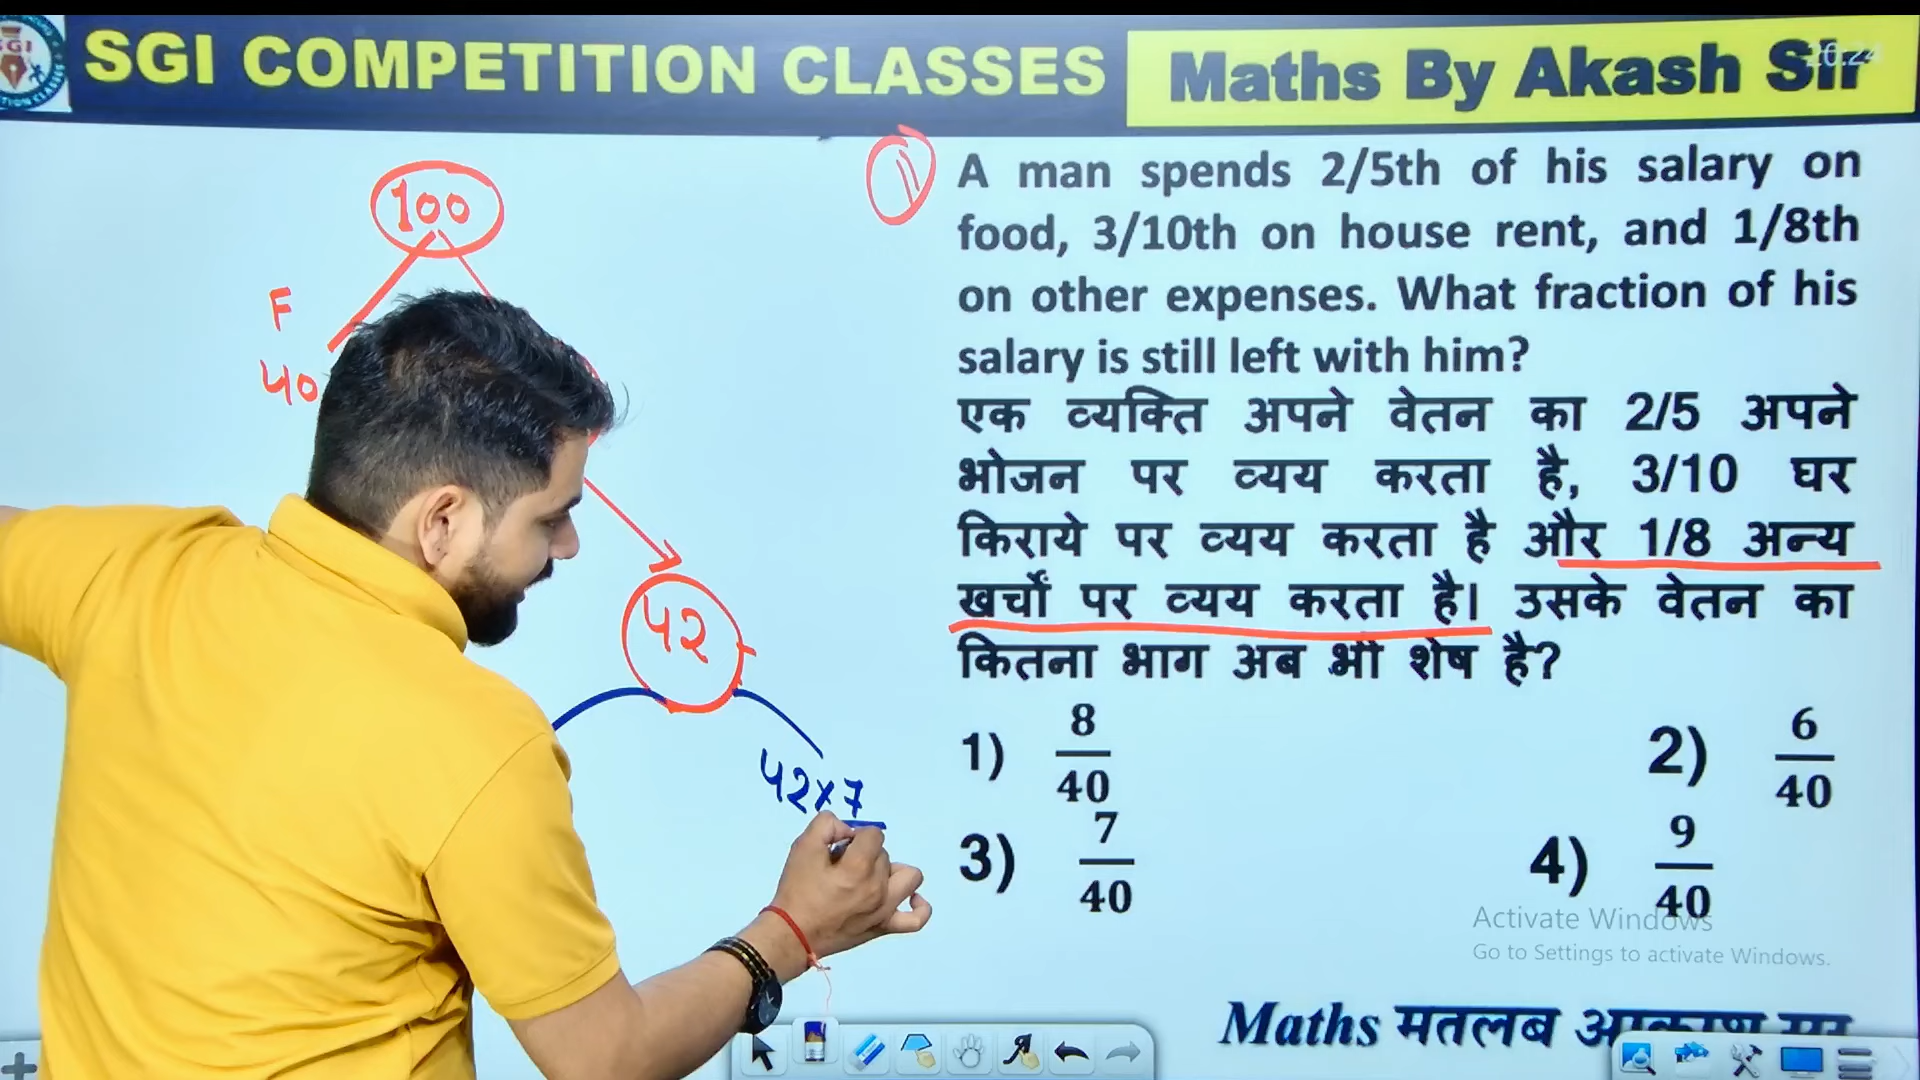 SGI COMPETITION CLASSES
Maths By Akash Sir
20:24
A man spends 2/5th of his salary on
food, 3/10th on house rent, and 1/8th
on other expenses. What fraction of his
salary is still left with him?
एक व्यक्ति अपने वेतन का 2/5 अपने
भोजन पर व्यय करता है, 3/10 घर
किराये पर व्यय करता है और 1/8 अन्य
खर्चों पर व्यय करता है। उसके वेतन का
कितना भाग अब भी शेष है?
1) 8/40
2) 6/40
3) 7/40
4) 9/40
100
F
40
42
42×7
Activate Windows
Go to Settings to activate Windows.
Maths मतलब